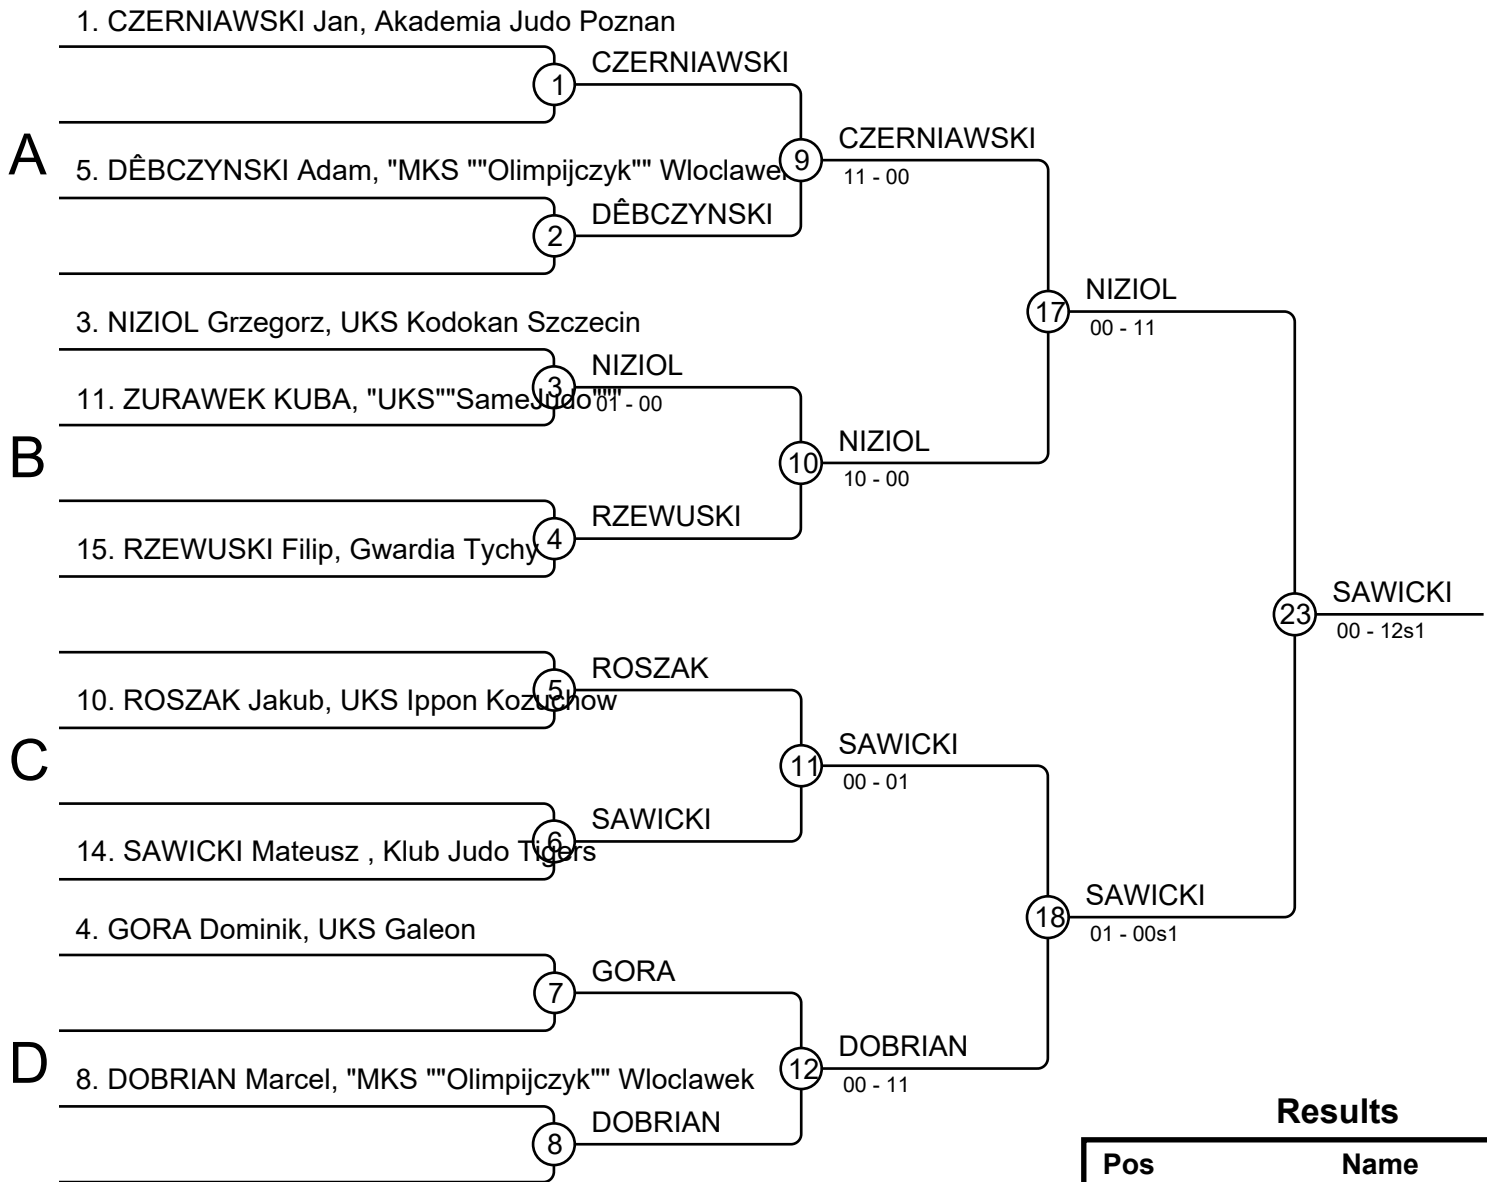 1. CZERNIAWSKI Jan, Akademia Judo Poznan
CZERNIAWSKI
1
A
CZERNIAWSKI
9
11 - 00
5. DÊBCZYNSKI Adam, "MKS ""Olimpijczyk"" Wloclawek
DÊBCZYNSKI
2
NIZIOL
17
00 - 11
3. NIZIOL Grzegorz, UKS Kodokan Szczecin
NIZIOL
3
01 - 00
11. ZURAWEK KUBA, "UKS""SameJudo"""
B
NIZIOL
10
10 - 00
RZEWUSKI
4
15. RZEWUSKI Filip, Gwardia Tychy
SAWICKI
23
00 - 12s1
ROSZAK
5
10. ROSZAK Jakub, UKS Ippon Kozuchow
C
SAWICKI
11
00 - 01
SAWICKI
6
14. SAWICKI Mateusz , Klub Judo Tigers
SAWICKI
18
01 - 00s1
4. GORA Dominik, UKS Galeon
GORA
7
D
DOBRIAN
12
00 - 11
8. DOBRIAN Marcel, "MKS ""Olimpijczyk"" Wloclawek
DOBRIAN
8
Results
Pos Name